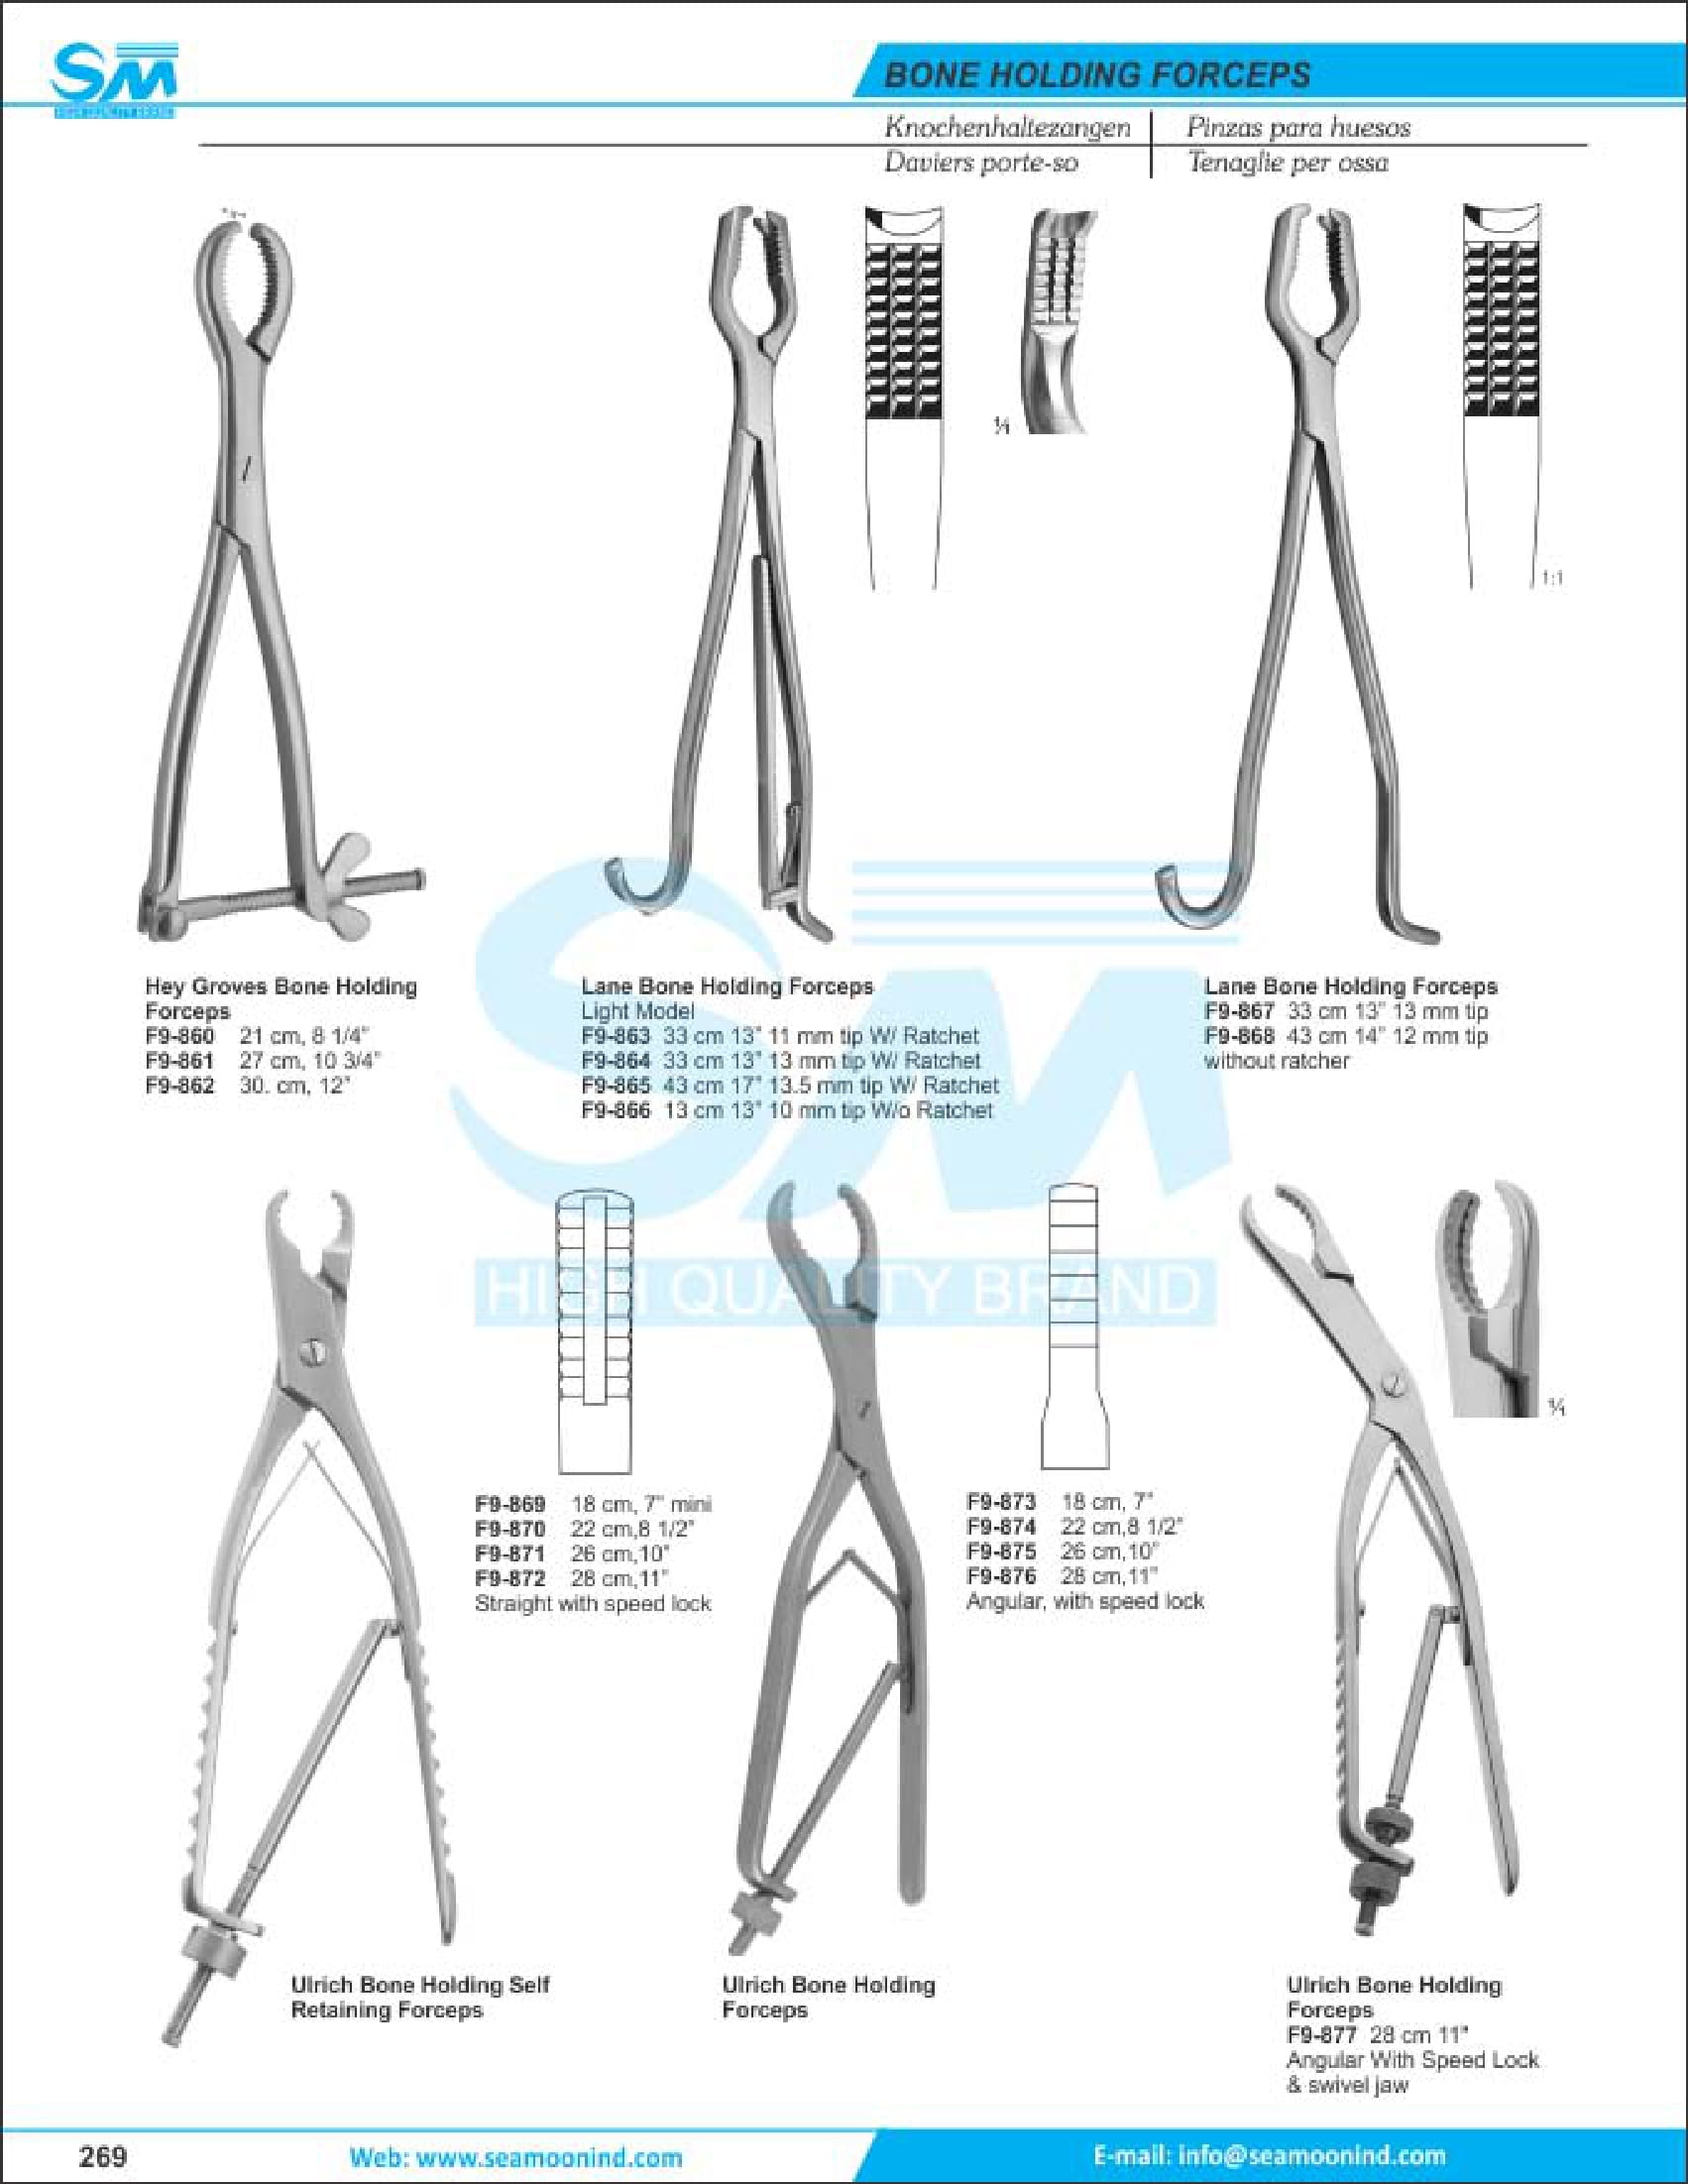 SM
BONE HOLDING FORCEPS
Knochenhaltezangen
Pinzas para huesos
Daviers porte-so
Tenaglie per ossa
1/1
1:1
Hey Groves Bone Holding
Forceps
F9-860 21 cm, 8 1/4"
F9-861 27 cm, 10 3/4"
F9-862 30. cm, 12"
Lane Bone Holding Forceps
Light Model
F9-863 33 cm 13" 11 mm tip W/ Ratchet
F9-864 33 cm 13" 13 mm tip W/ Ratchet
F9-865 43 cm 17" 13.5 mm tip W/ Ratchet
F9-866 13 cm 13" 10 mm tip W/o Ratchet
Lane Bone Holding Forceps
F9-867 33 cm 13" 13 mm tip
F9-868 43 cm 14" 12 mm tip
without ratcher
SM
HIGH QUALITY BRAND
1/1
F9-869 18 cm, 7" mini
F9-870 22 cm,8 1/2"
F9-871 26 cm,10"
F9-872 28 cm,11"
Straight with speed lock
F9-873 18 cm, 7"
F9-874 22 cm,8 1/2"
F9-875 26 cm,10"
F9-876 28 cm,11"
Angular, with speed lock
Ulrich Bone Holding Self
Retaining Forceps
Ulrich Bone Holding
Forceps
Ulrich Bone Holding
Forceps
F9-877 28 cm 11"
Angular With Speed Lock
& swivel jaw
269
Web: www.seamoonind.com
E-mail: info@seamoonind.com